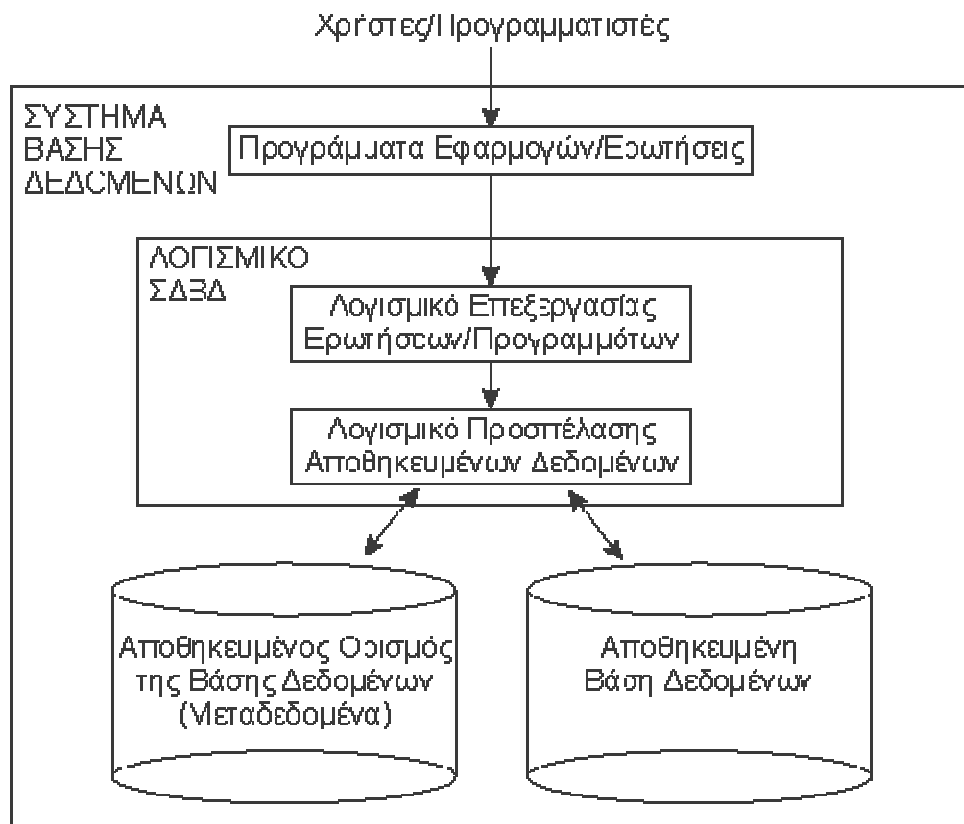 Χρήστες/Προγραμματιστές
ΣΥΣΤΗΜΑ
ΒΑΣΗΣ
ΔΕΔΟΜΕΝΩΝ
Προγράμματα Εφαρμογών/Ερωτήσεις
ΛΟΓΙΣΜΙΚΟ
ΣΔΒΔ
Λογισμικό Επεξεργασίας
Ερωτήσεων/Προγραμμάτων
Λογισμικό Προσπέλασης
Αποθηκευμένων Δεδομένων
Αποθηκευμένος Ορισμός
της Βάσης Δεδομένων
(Μεταδεδομένα)
Αποθηκευμένη
Βάση Δεδομένων